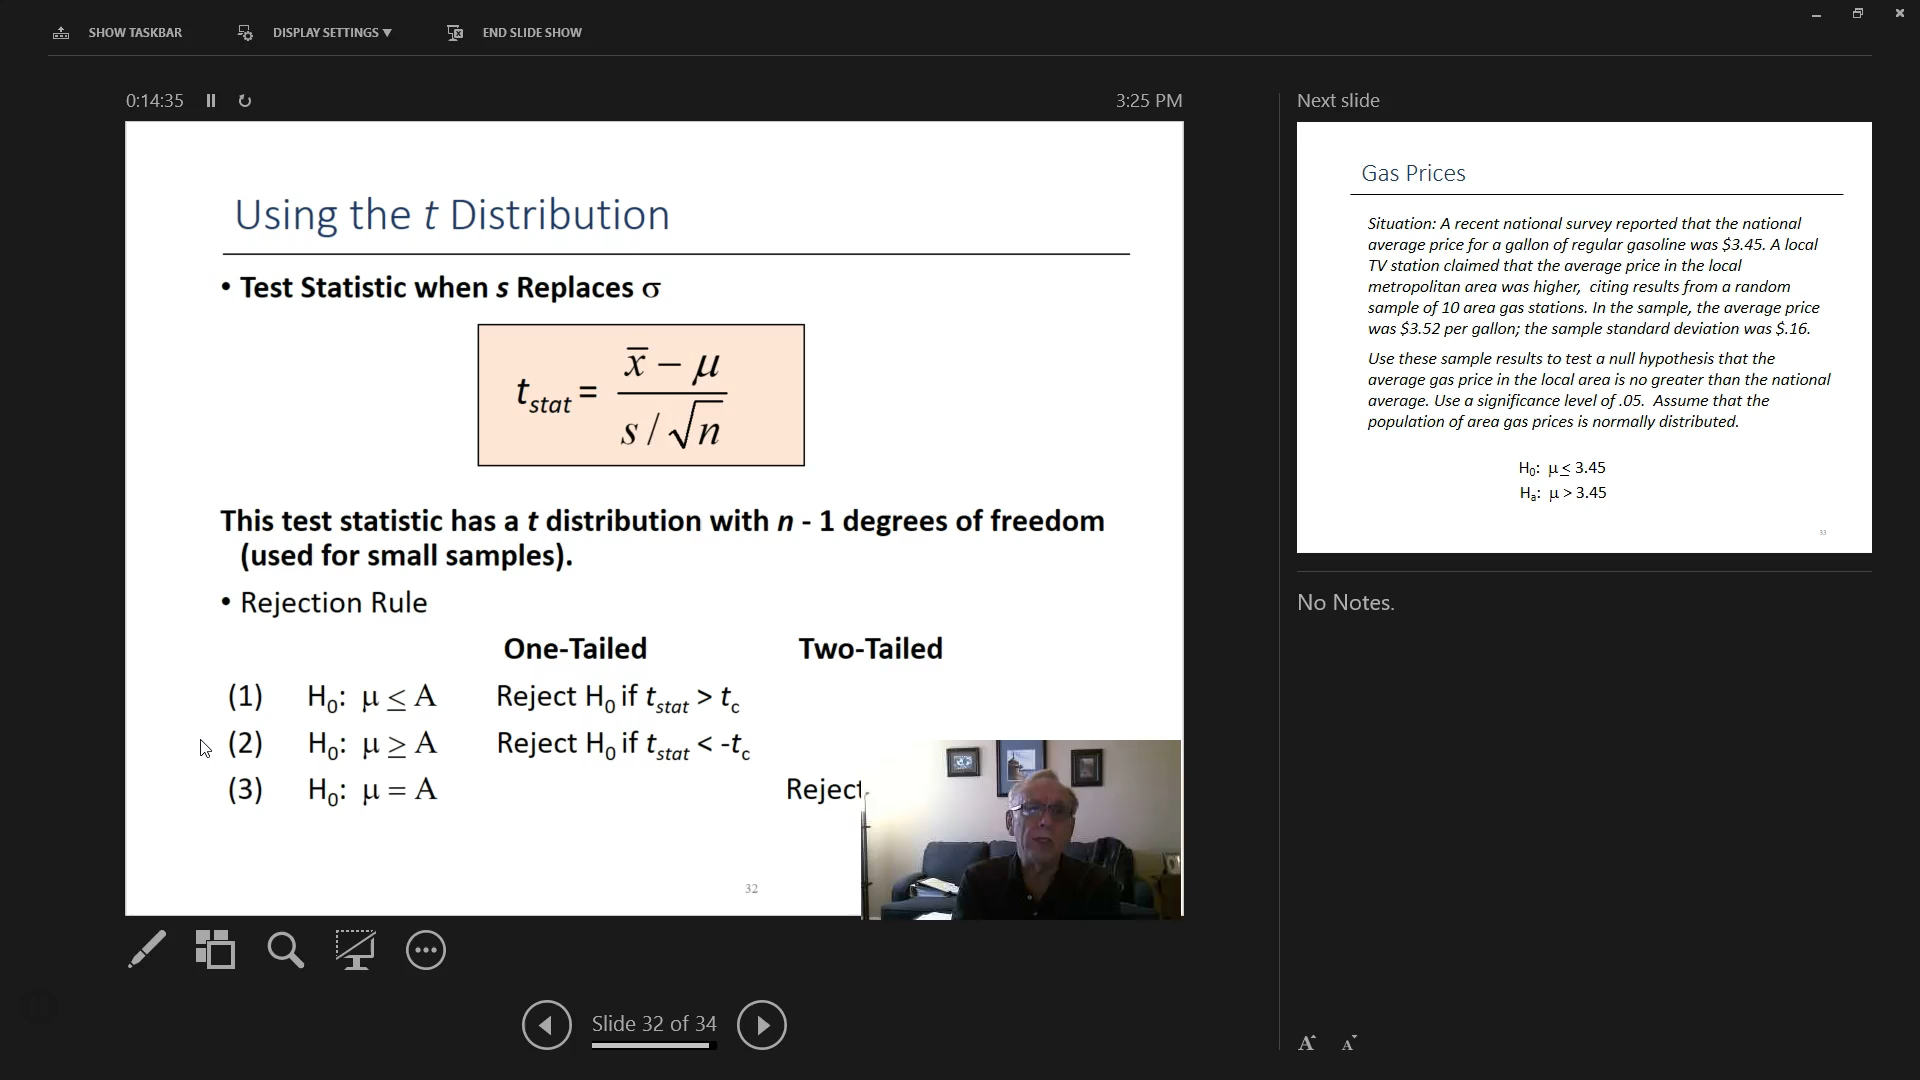 SHOW TASKBAR
DISPLAY SETTINGS ▼
END SLIDE SHOW
0:14:35
3:25 PM
Using the t Distribution
• Test Statistic when s Replaces σ
t_stat = (x̄ − μ) / (s / √n)
This test statistic has a t distribution with n - 1 degrees of freedom
(used for small samples).
• Rejection Rule
One-Tailed Two-Tailed
(1) H₀: μ ≤ A Reject H₀ if t_stat > t_c
(2) H₀: μ ≥ A Reject H₀ if t_stat < -t_c
(3) H₀: μ = A Reject
32
Slide 32 of 34
Next slide
Gas Prices
Situation: A recent national survey reported that the national
average price for a gallon of regular gasoline was $3.45. A local
TV station claimed that the average price in the local
metropolitan area was higher, citing results from a random
sample of 10 area gas stations. In the sample, the average price
was $3.52 per gallon; the sample standard deviation was $.16.
Use these sample results to test a null hypothesis that the
average gas price in the local area is no greater than the national
average. Use a significance level of .05. Assume that the
population of area gas prices is normally distributed.
H₀: μ ≤ 3.45
Hₐ: μ > 3.45
33
No Notes.
A A